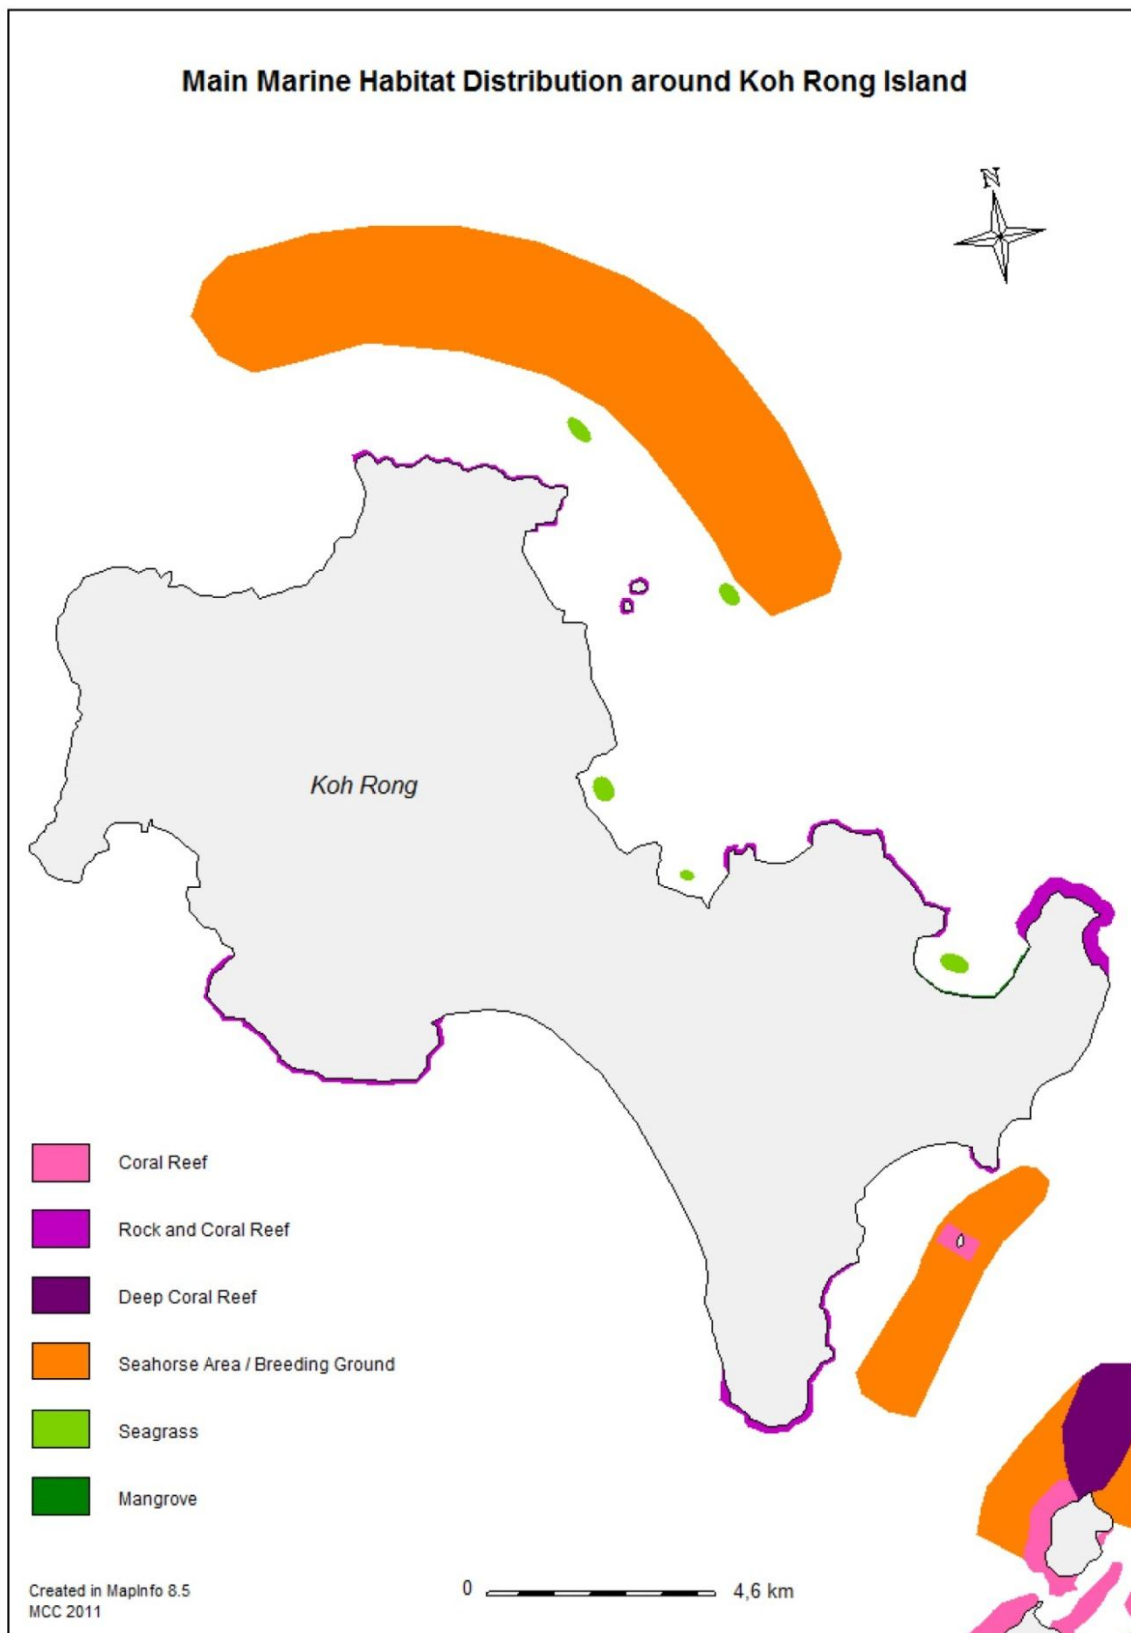 Main Marine Habitat Distribution around Koh Rong Island
N
Koh Rong
Coral Reef
Rock and Coral Reef
Deep Coral Reef
Seahorse Area / Breeding Ground
Seagrass
Mangrove
Created in MapInfo 8.5
MCC 2011
0 4,6 km